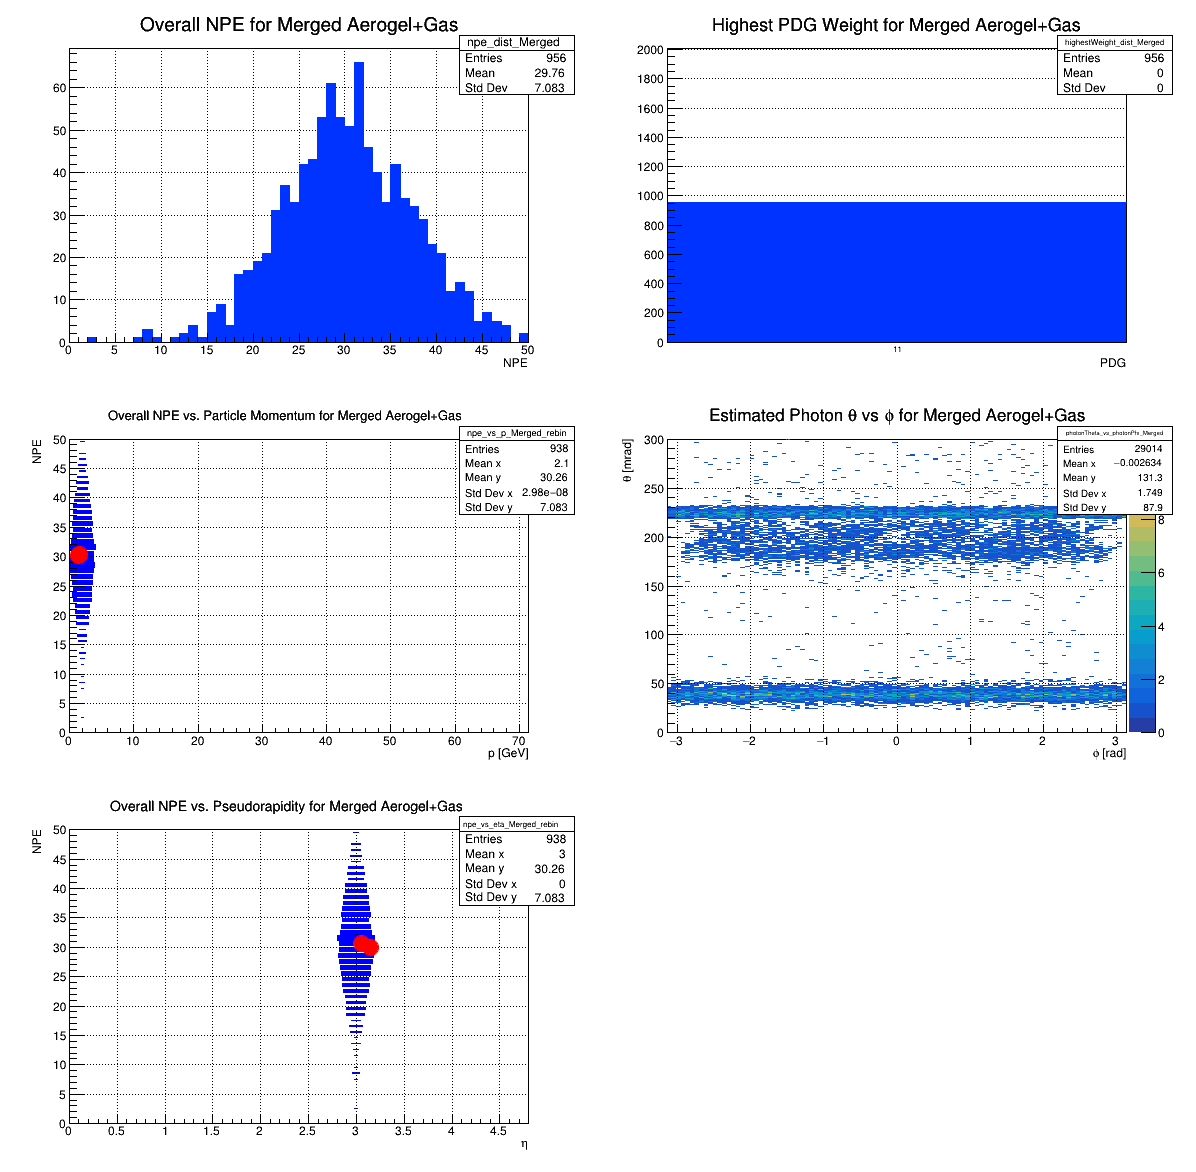 Overall NPE for Merged Aerogel+Gas
npe_dist_Merged
Entries 956
Mean 29.76
Std Dev 7.083
60
50
40
30
20
10
0
0 5 10 15 20 25 30 35 40 45 50
NPE
Highest PDG Weight for Merged Aerogel+Gas
highestWeight_dist_Merged
Entries 956
Mean 0
Std Dev 0
2000
1800
1600
1400
1200
1000
800
600
400
200
0
11
PDG
Overall NPE vs. Particle Momentum for Merged Aerogel+Gas
npe_vs_p_Merged_rebin
Entries 938
Mean x 2.1
Mean y 30.26
Std Dev x 2.98e−08
Std Dev y 7.083
NPE
50
45
40
35
30
25
20
15
10
5
0
0 10 20 30 40 50 60 70
p [GeV]
Estimated Photon θ vs ϕ for Merged Aerogel+Gas
photonTheta_vs_photonPhi_Merged
Entries 29014
Mean x −0.002634
Mean y 131.3
Std Dev x 1.749
Std Dev y 87.9
θ [mrad]
300
250
200
150
100
50
0
−3 −2 −1 0 1 2 3
ϕ [rad]
8
6
4
2
0
Overall NPE vs. Pseudorapidity for Merged Aerogel+Gas
npe_vs_eta_Merged_rebin
Entries 938
Mean x 3
Mean y 30.26
Std Dev x 0
Std Dev y 7.083
NPE
50
45
40
35
30
25
20
15
10
5
0
0 0.5 1 1.5 2 2.5 3 3.5 4 4.5
η